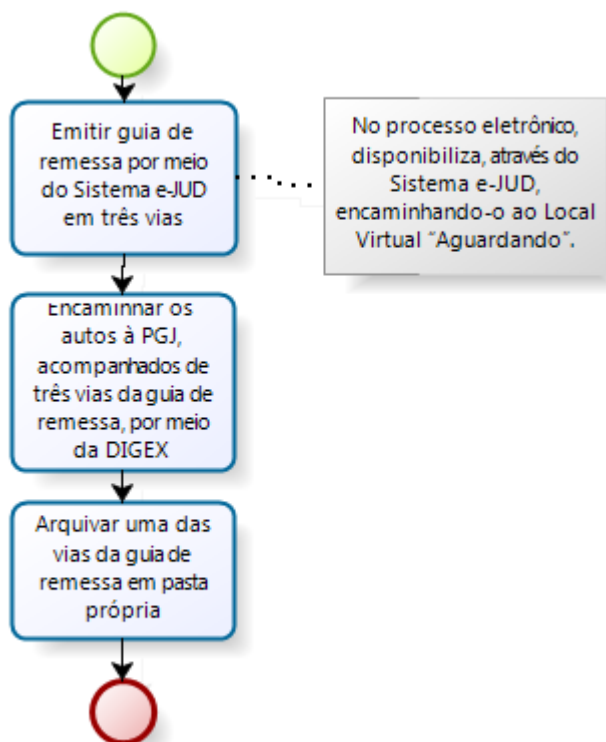 Emitir guia de
remessa por meio
do Sistema e-JUD
em três vias
No processo eletrônico,
disponibiliza, através do
Sistema e-JUD,
encaminhando-o ao Local
Virtual “Aguardando”.
Encaminhar os
autos à PGJ,
acompanhados de
três vias da guia de
remessa, por meio
da DIGEX
Arquivar uma das
vias da guia de
remessa em pasta
própria